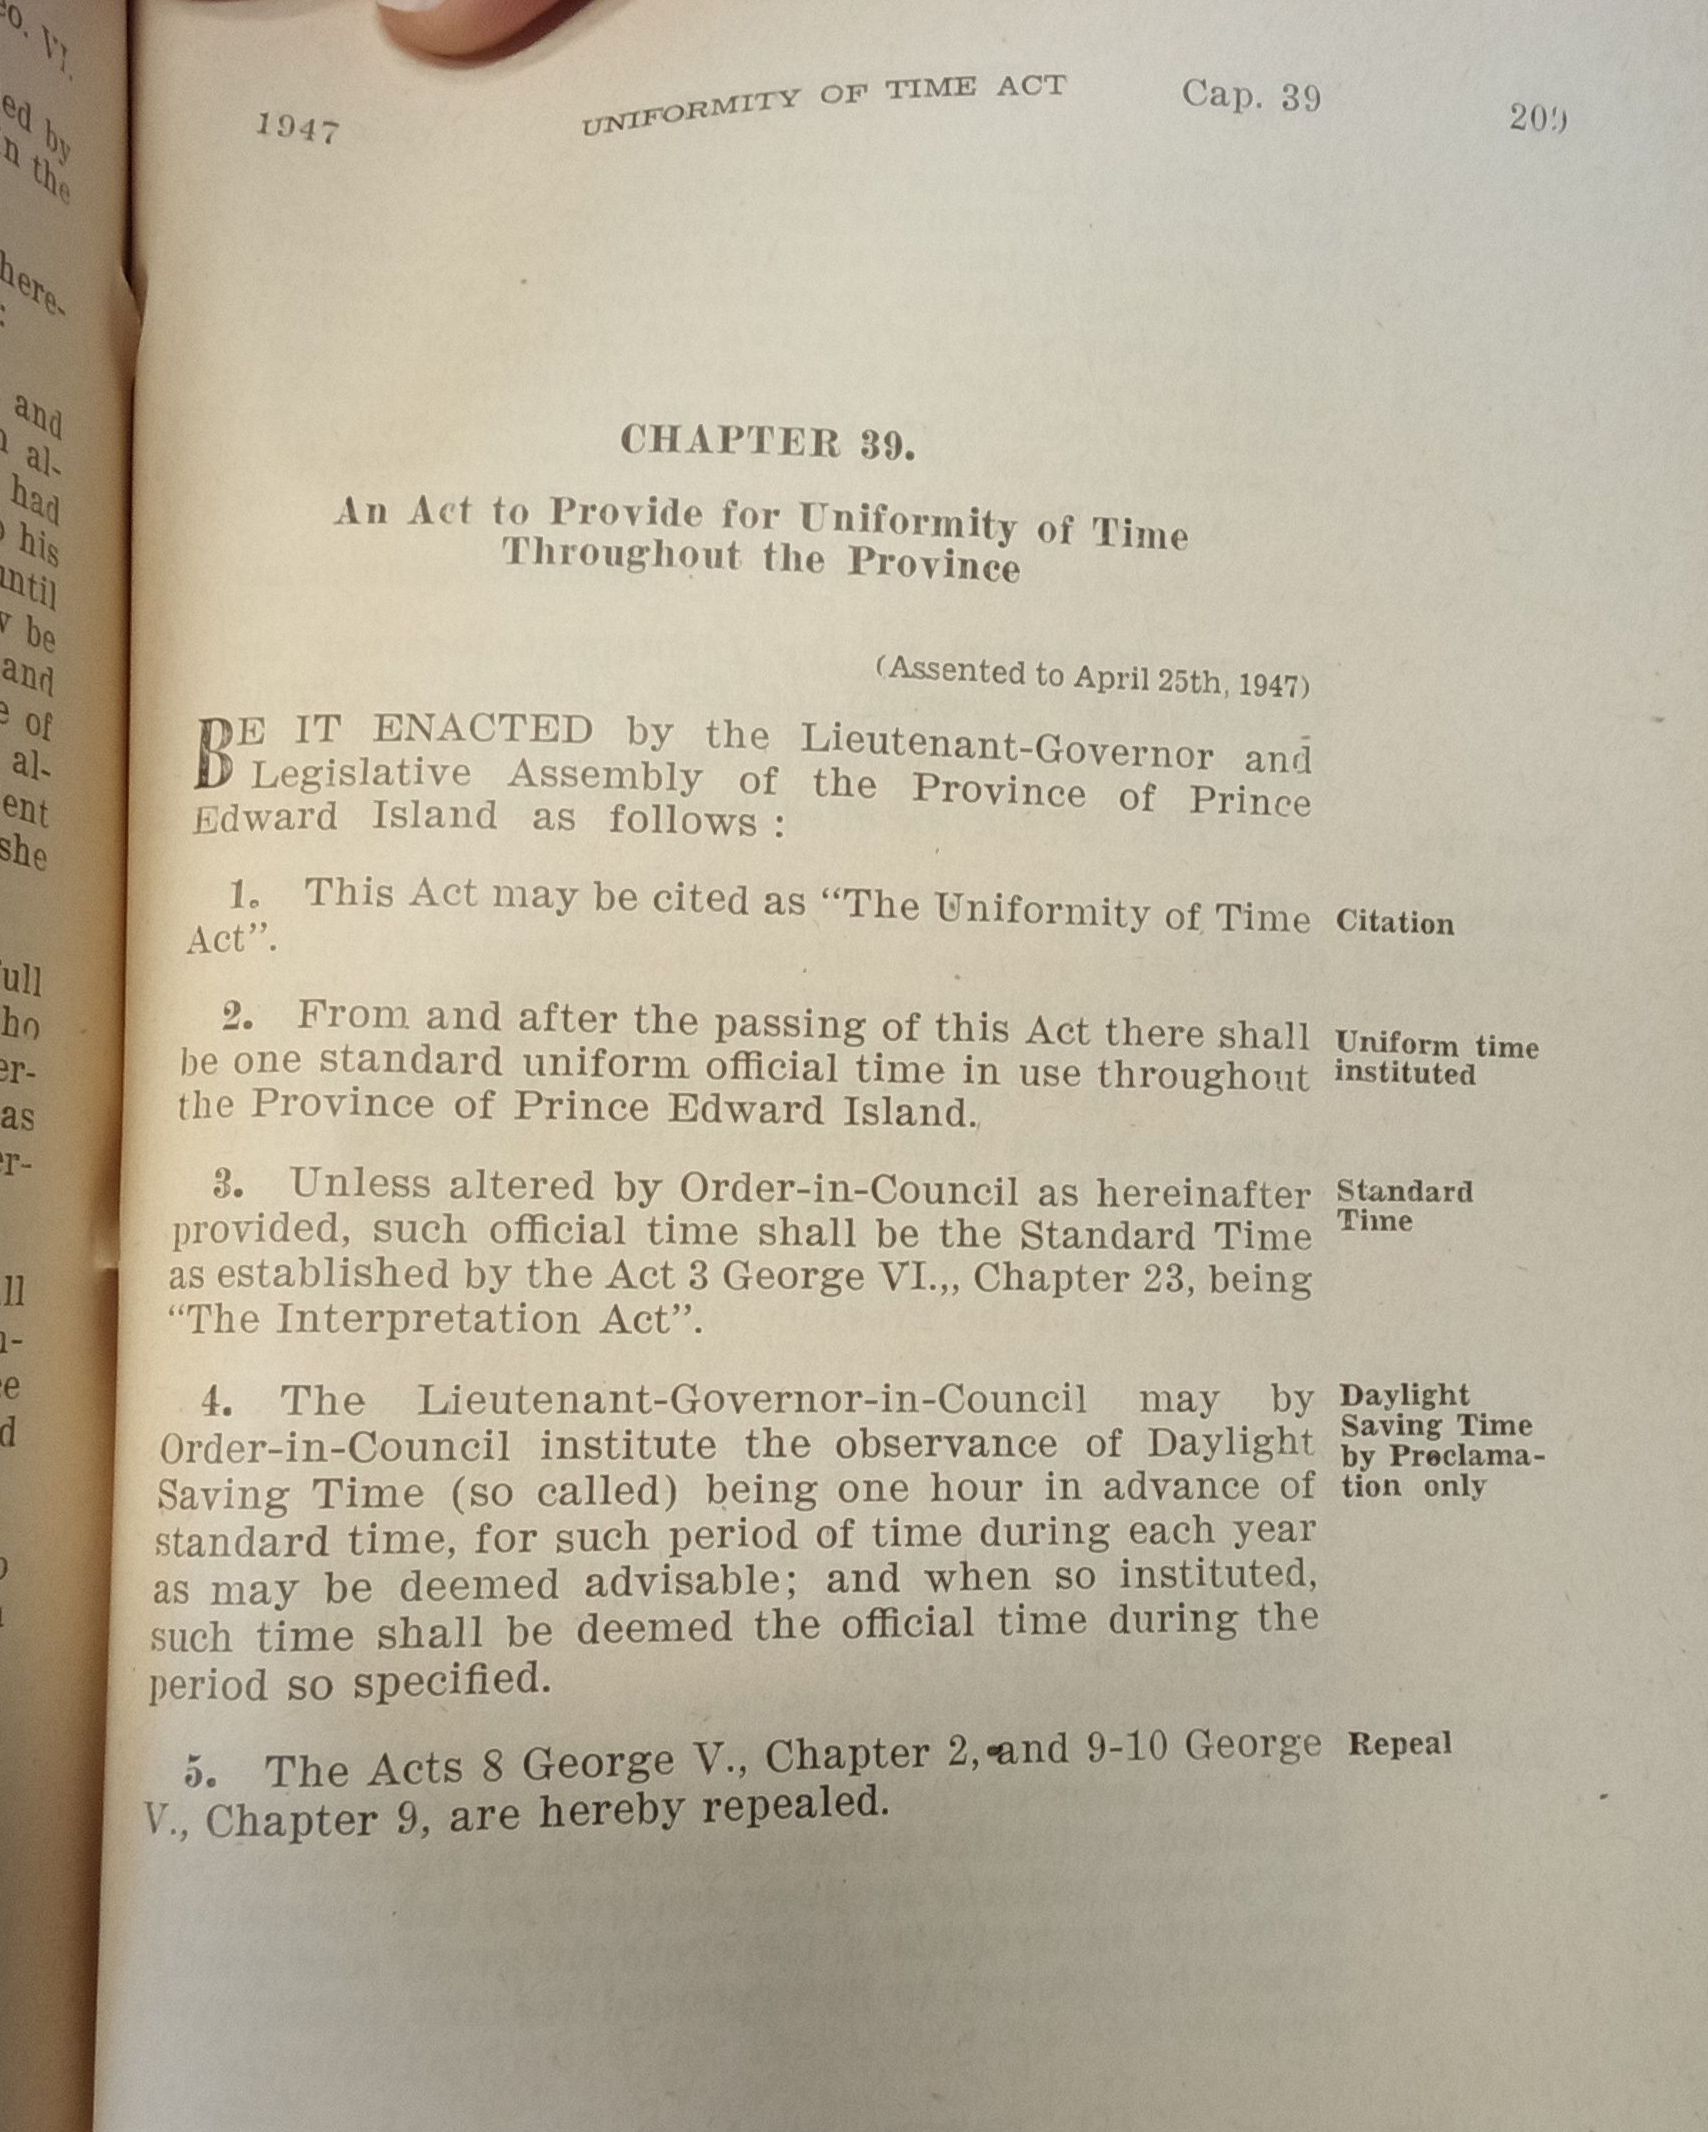 1947 UNIFORMITY OF TIME ACT Cap. 39 209
CHAPTER 39.
An Act to Provide for Uniformity of Time
Throughout the Province
(Assented to April 25th, 1947)
BE IT ENACTED by the Lieutenant-Governor and
Legislative Assembly of the Province of Prince
Edward Island as follows :
1. This Act may be cited as “The Uniformity of Time
Act”.
Citation
2. From and after the passing of this Act there shall
be one standard uniform official time in use throughout
the Province of Prince Edward Island.
Uniform time
instituted
3. Unless altered by Order-in-Council as hereinafter
provided, such official time shall be the Standard Time
as established by the Act 3 George VI.,, Chapter 23, being
“The Interpretation Act”.
Standard
Time
4. The Lieutenant-Governor-in-Council may by
Order-in-Council institute the observance of Daylight
Saving Time (so called) being one hour in advance of
standard time, for such period of time during each year
as may be deemed advisable; and when so instituted,
such time shall be deemed the official time during the
period so specified.
Daylight
Saving Time
by Proclama-
tion only
5. The Acts 8 George V., Chapter 2, and 9-10 George
V., Chapter 9, are hereby repealed.
Repeal